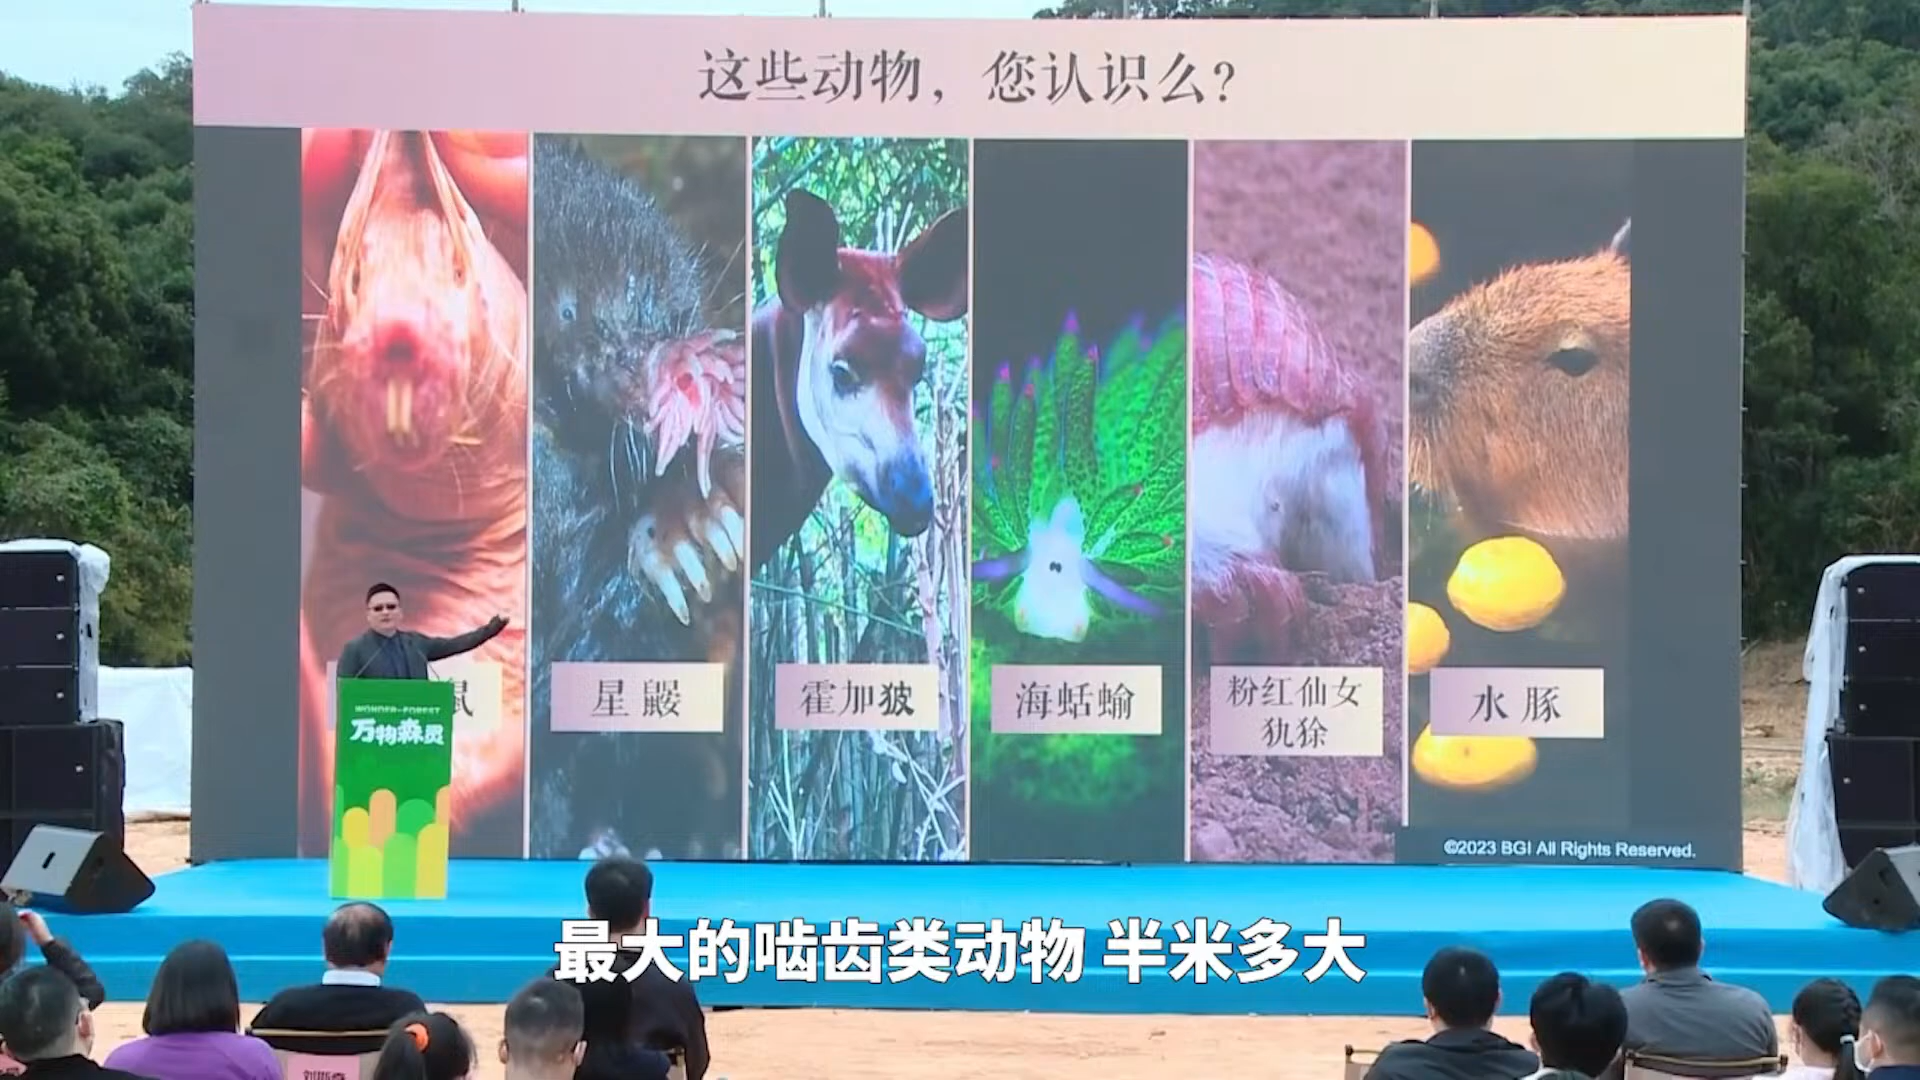 这些动物，您认识么？
鼠
星鼹
霍加狓
海蛞蝓
粉红仙女
犰狳
水豚
WONDER-FOREST
万物森灵
©2023 BGI All Rights Reserved.
最大的啮齿类动物 半米多大